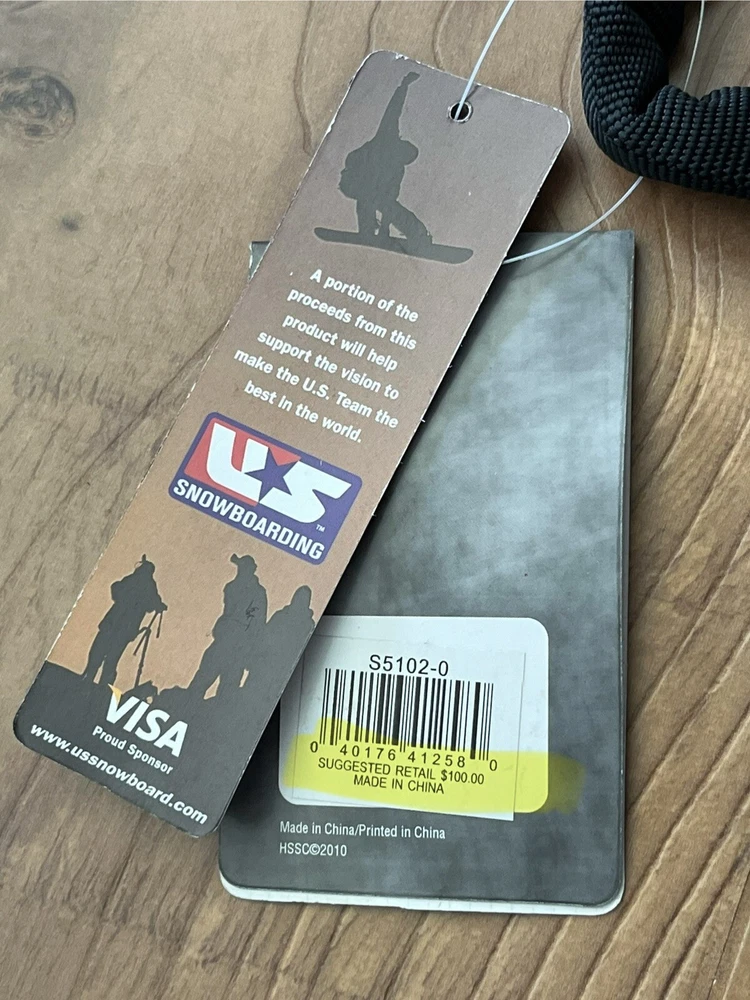 A portion of the
proceeds from this
product will help
support the vision to
make the U.S. Team the
best in the world.
US
SNOWBOARDING™
VISA
Proud Sponsor
www.ussnowboard.com
S5102-0
0 40176 41258 0
SUGGESTED RETAIL $100.00
MADE IN CHINA
Made in China/Printed in China
HSSC©2010